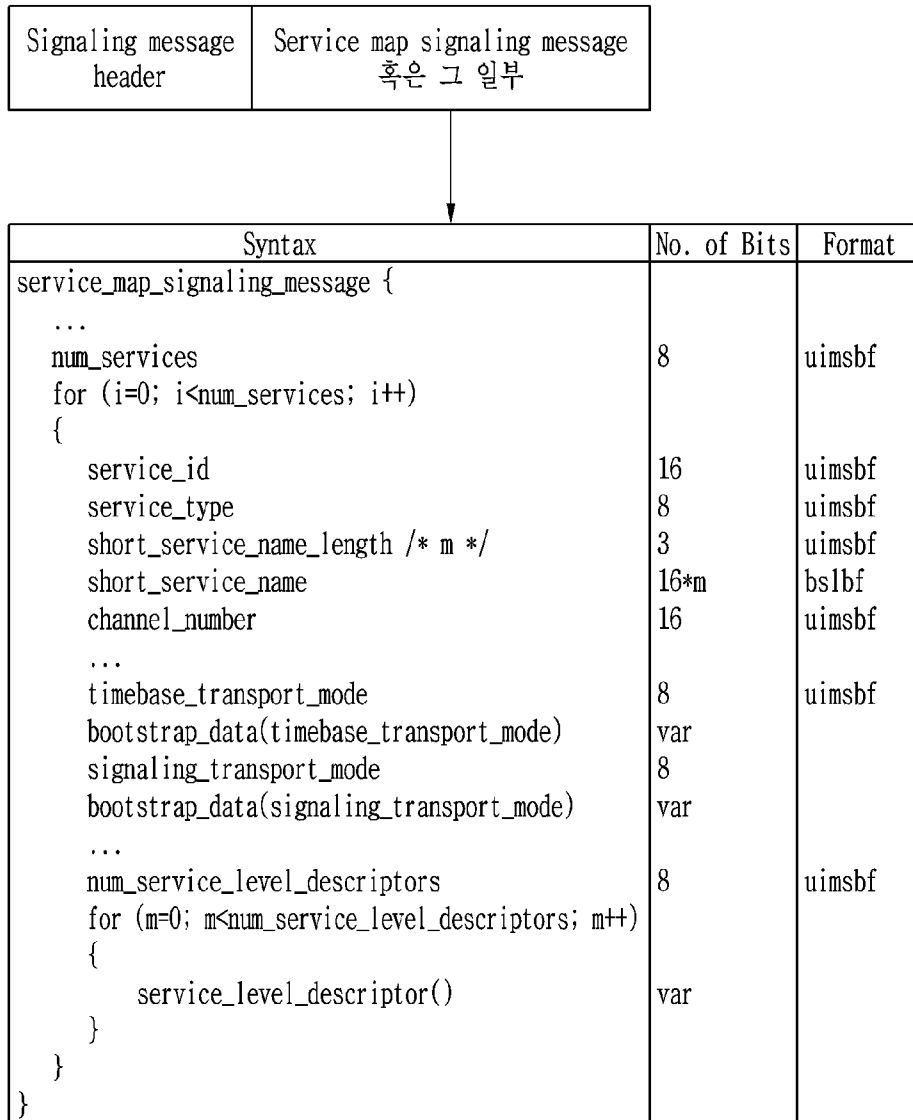 Signaling message header
Service map signaling message 혹은 그 일부
Syntax No. of Bits Format
service_map_signaling_message {
...
num_services 8 uimsbf
for (i=0; i<num_services; i++)
{
service_id 16 uimsbf
service_type 8 uimsbf
short_service_name_length /* m */ 3 uimsbf
short_service_name 16*m bslbf
channel_number 16 uimsbf
...
timebase_transport_mode 8 uimsbf
bootstrap_data(timebase_transport_mode) var
signaling_transport_mode 8
bootstrap_data(signaling_transport_mode) var
...
num_service_level_descriptors 8 uimsbf
for (m=0; m<num_service_level_descriptors; m++)
{
service_level_descriptor() var
}
}
}